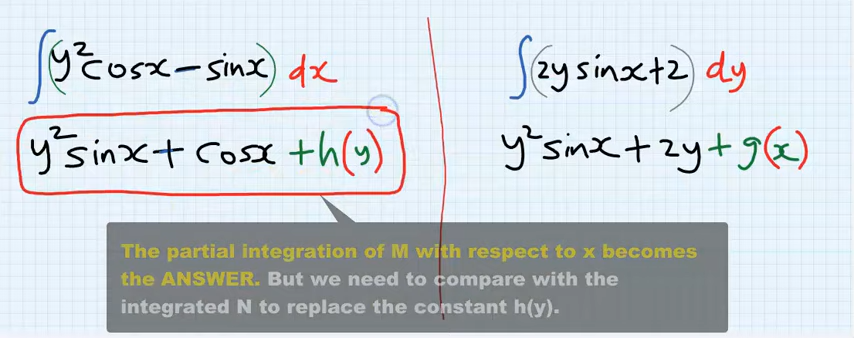 ∫(y²cosx - sinx) dx
y²sinx + cosx + h(y)
∫(2y sinx + 2) dy
y²sinx + 2y + g(x)
The partial integration of M with respect to x becomes
the ANSWER. But we need to compare with the
integrated N to replace the constant h(y).